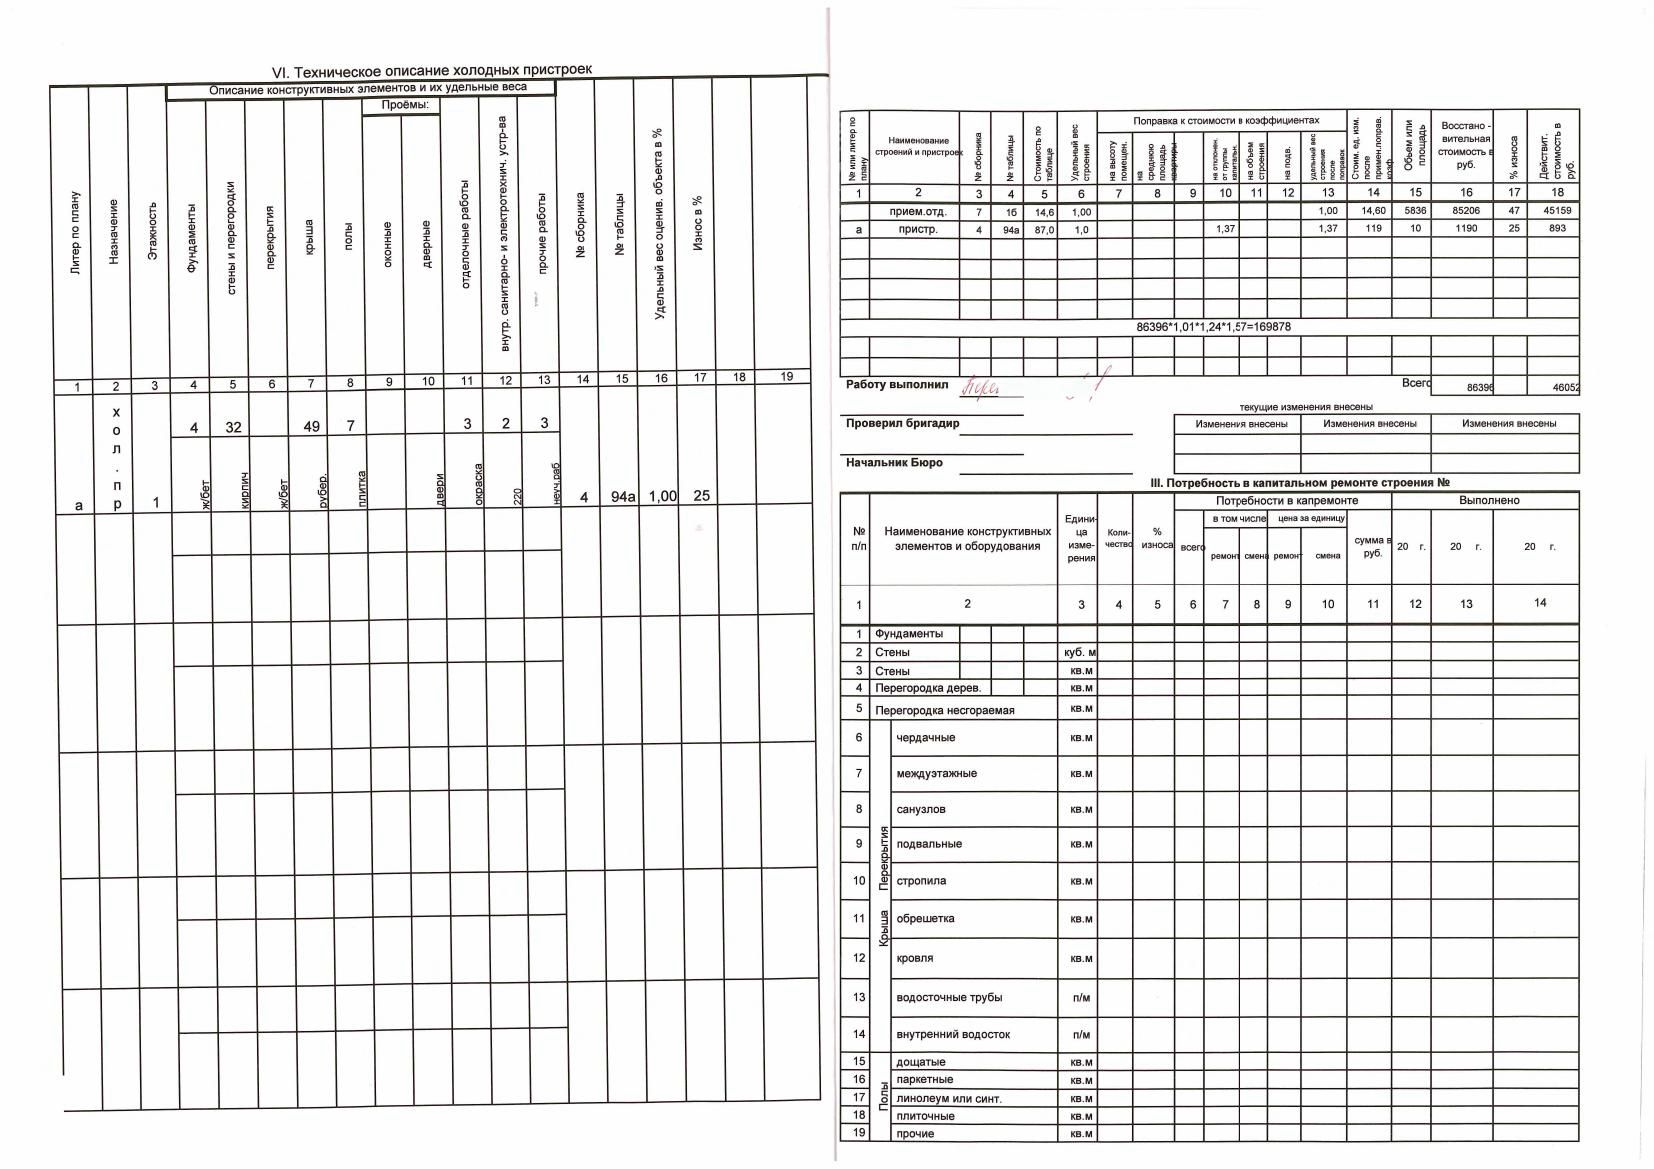 VI. Техническое описание холодных пристроек
Литер по плану
Назначение
Этажность
Описание конструктивных элементов и их удельные веса
Фундаменты
стены и перегородки
перекрытия
крыша
полы
Проёмы:
оконные
дверные
отделочные работы
внутр. санитарно- и электротехнич. устр-ва
прочие работы
№ сборника
№ таблицы
Удельный вес оценив. объекта в %
Износ в %
1 2 3 4 5 6 7 8 9 10 11 12 13 14 15 16 17 18 19
4 32 49 7 3 2 3
а хол.пр 1 ж/бет кирпич ж/бет рубер. плитка двери окраска 220 неуч.раб 4 94а 1,00 25
№ или литер по плану
Наименование строений и пристроек
№ сборника
№ таблицы
Стоимость по таблице
Удельный вес строения
Поправка к стоимости в коэффициентах
на высоту помещен.
на среднюю площадь квартиры
на отклонен. от группы капитальн.
на объем строения
на подв.
удельный вес строения после поправок
Стоим. ед. изм. после примен.поправ. коэф.
Объем или площадь
Восстано - вительная стоимость в руб.
% износа
Действит. стоимость в руб.
1 2 3 4 5 6 7 8 9 10 11 12 13 14 15 16 17 18
прием.отд. 7 1б 14,6 1,00 1,00 14,60 5836 85206 47 45159
а пристр. 4 94а 87,0 1,0 1,37 1,37 119 10 1190 25 893
86396*1,01*1,24*1,57=169878
Работу выполнил
Всего 86396 46052
текущие изменения внесены
Проверил бригадир
Изменения внесены Изменения внесены Изменения внесены
Начальник Бюро
III. Потребность в капитальном ремонте строения №
№ п/п
Наименование конструктивных элементов и оборудования
Едини-ца изме-рения
Коли-чество
% износа
Потребности в капремонте
всего
в том числе
ремонт смена
цена за единицу
ремонт смена
сумма в руб.
Выполнено
20 г. 20 г. 20 г.
1 2 3 4 5 6 7 8 9 10 11 12 13 14
1 Фундаменты
2 Стены куб. м
3 Стены кв.м
4 Перегородка дерев. кв.м
5 Перегородка несгораемая кв.м
Перекрытия
6 чердачные кв.м
7 междуэтажные кв.м
8 санузлов кв.м
9 подвальные кв.м
Крыша
10 стропила кв.м
11 обрешетка кв.м
12 кровля кв.м
13 водосточные трубы п/м
14 внутренний водосток п/м
Полы
15 дощатые кв.м
16 паркетные кв.м
17 линолеум или синт. кв.м
18 плиточные кв.м
19 прочие кв.м